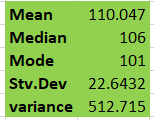 Mean 110.047
Median 106
Mode 101
Stv.Dev 22.6432
variance 512.715